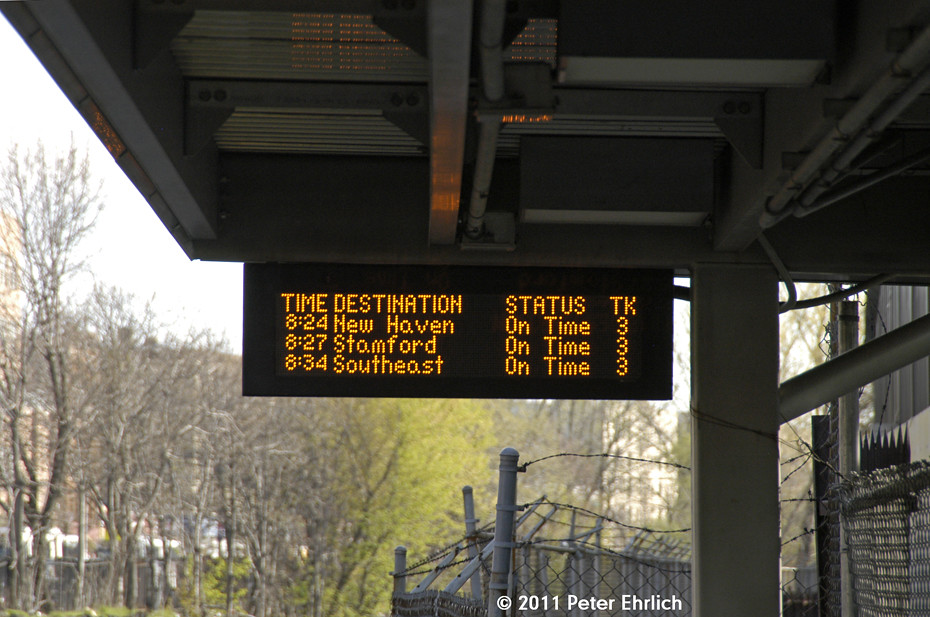 TIME DESTINATION STATUS TK
8:24 New Haven On Time 3
8:27 Stamford On Time 3
8:34 Southeast On Time 3
© 2011 Peter Ehrlich